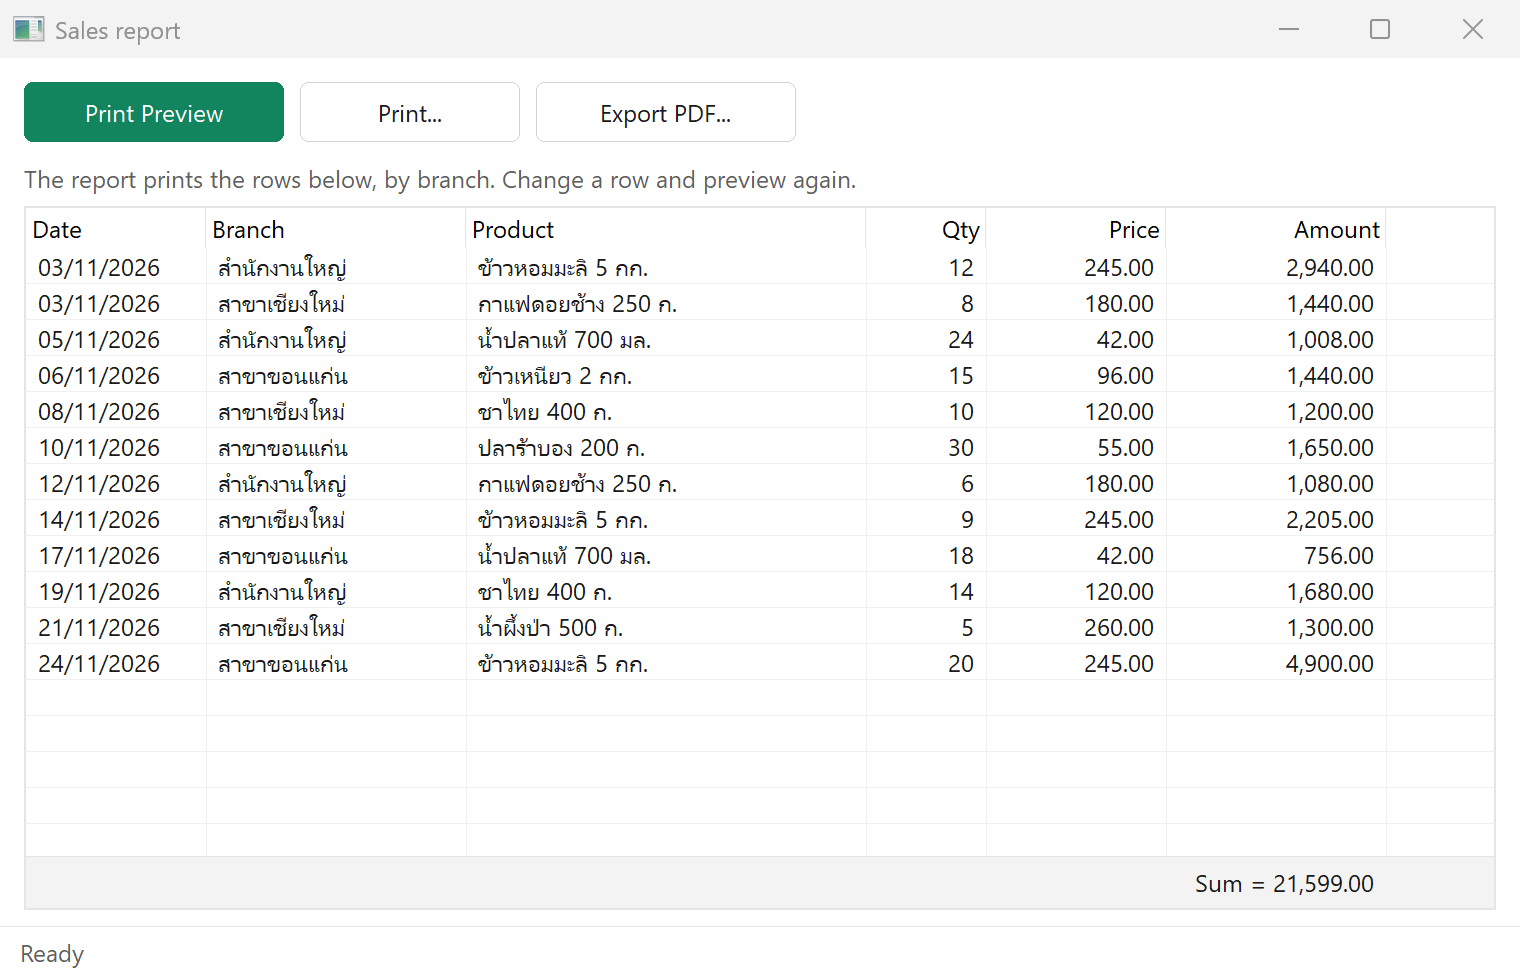 Sales report
Print Preview Print... Export PDF...
The report prints the rows below, by branch. Change a row and preview again.
Date Branch Product Qty Price Amount
03/11/2026 สำนักงานใหญ่ ข้าวหอมมะลิ 5 กก. 12 245.00 2,940.00
03/11/2026 สาขาเชียงใหม่ กาแฟดอยช้าง 250 ก. 8 180.00 1,440.00
05/11/2026 สำนักงานใหญ่ น้ำปลาแท้ 700 มล. 24 42.00 1,008.00
06/11/2026 สาขาขอนแก่น ข้าวเหนียว 2 กก. 15 96.00 1,440.00
08/11/2026 สาขาเชียงใหม่ ชาไทย 400 ก. 10 120.00 1,200.00
10/11/2026 สาขาขอนแก่น ปลาร้าบอง 200 ก. 30 55.00 1,650.00
12/11/2026 สำนักงานใหญ่ กาแฟดอยช้าง 250 ก. 6 180.00 1,080.00
14/11/2026 สาขาเชียงใหม่ ข้าวหอมมะลิ 5 กก. 9 245.00 2,205.00
17/11/2026 สาขาขอนแก่น น้ำปลาแท้ 700 มล. 18 42.00 756.00
19/11/2026 สำนักงานใหญ่ ชาไทย 400 ก. 14 120.00 1,680.00
21/11/2026 สาขาเชียงใหม่ น้ำผึ้งป่า 500 ก. 5 260.00 1,300.00
24/11/2026 สาขาขอนแก่น ข้าวหอมมะลิ 5 กก. 20 245.00 4,900.00
Sum = 21,599.00
Ready